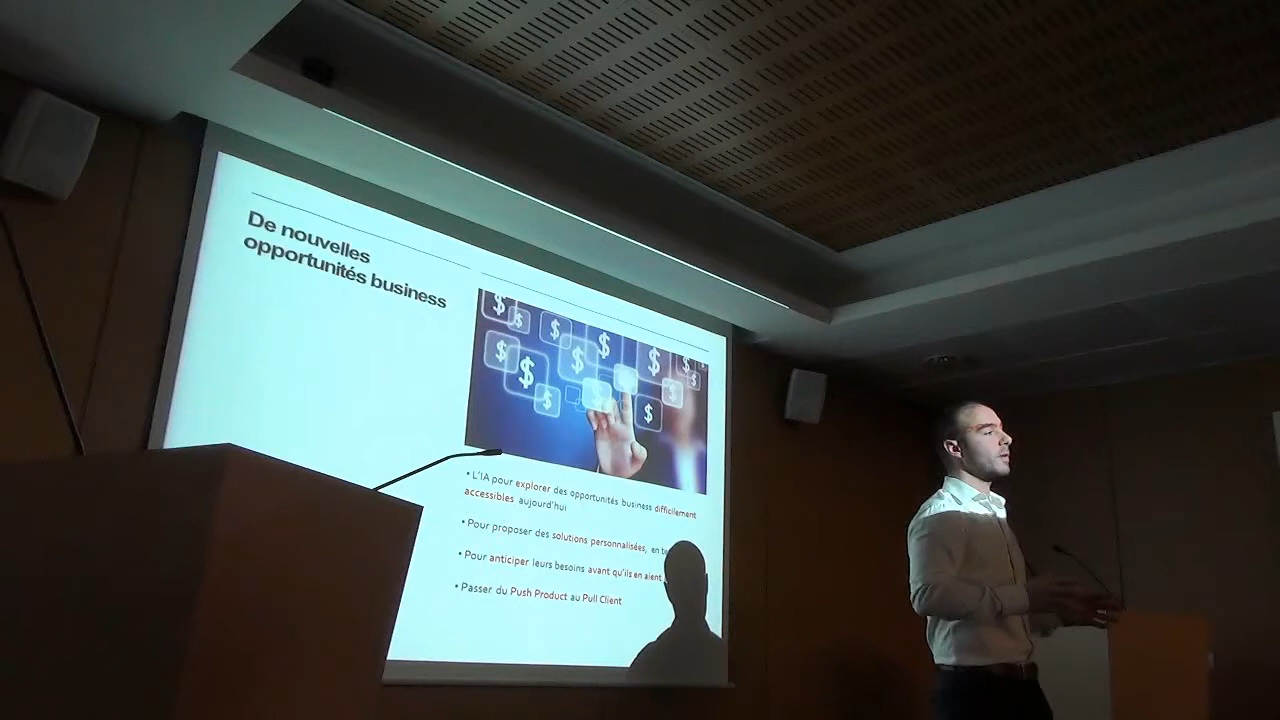 De nouvelles
opportunités business
• L'IA pour explorer des opportunités business difficilement
accessibles aujourd'hui
• Pour proposer des solutions personnalisées, en
• Pour anticiper leurs besoins avant qu'ils en aient
• Passer du Push Product au Pull Client